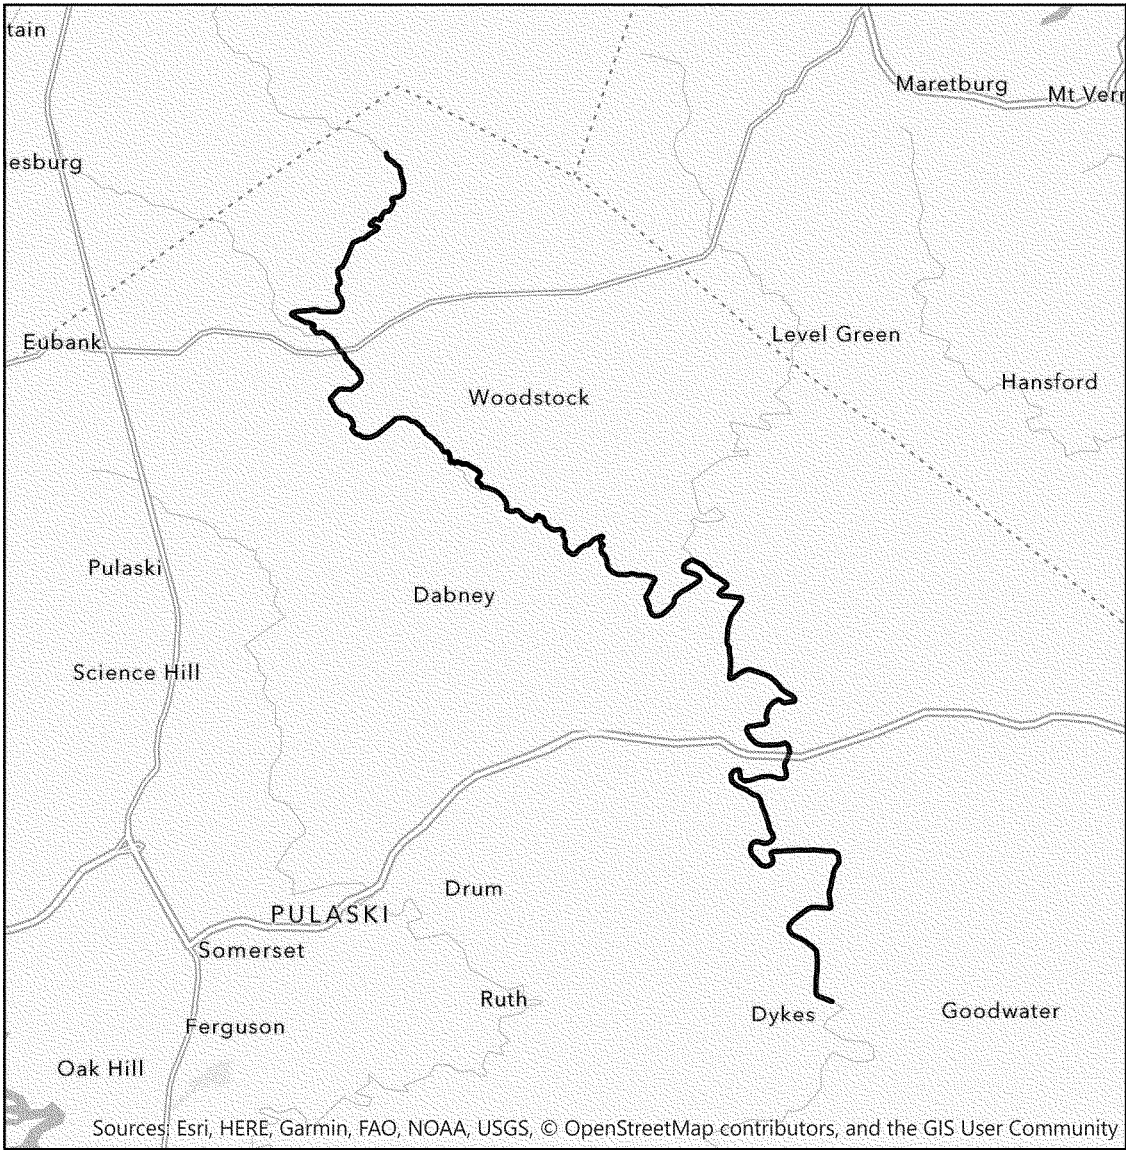 tain
Maretburg
Mt Verr
esburg
Eubank
Level Green
Hansford
Woodstock
Pulaski
Dabney
Science Hill
Drum
PULASKI
Somerset
Ruth
Dykes
Goodwater
Ferguson
Oak Hill
Sources: Esri, HERE, Garmin, FAO, NOAA, USGS, © OpenStreetMap contributors, and the GIS User Community